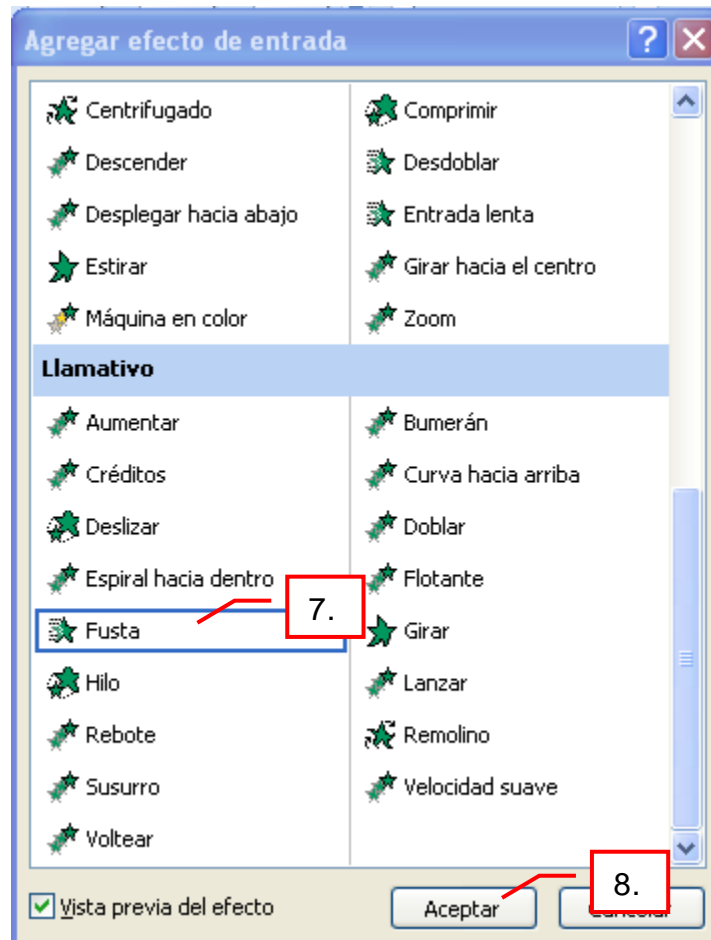 Agregar efecto de entrada
Centrifugado Comprimir
Descender Desdoblar
Desplegar hacia abajo Entrada lenta
Estirar Girar hacia el centro
Máquina en color Zoom
Llamativo
Aumentar Bumerán
Créditos Curva hacia arriba
Deslizar Doblar
Espiral hacia dentro Flotante
7.
Fusta Girar
Hilo Lanzar
Rebote Remolino
Susurro Velocidad suave
Voltear
8.
Vista previa del efecto Aceptar